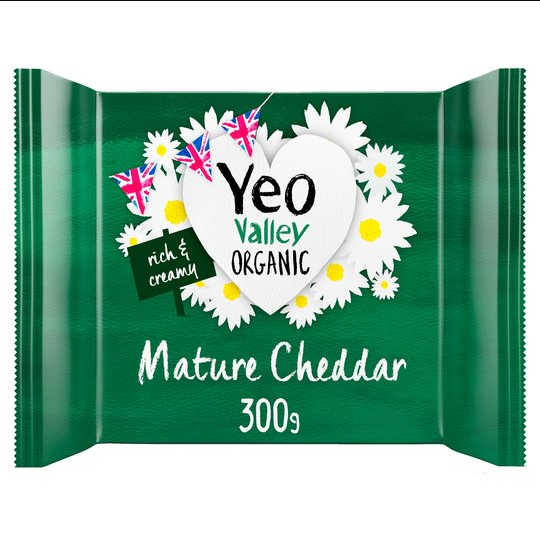 Yeo
Valley
ORGANIC
rich &
creamy
Mature Cheddar
300g